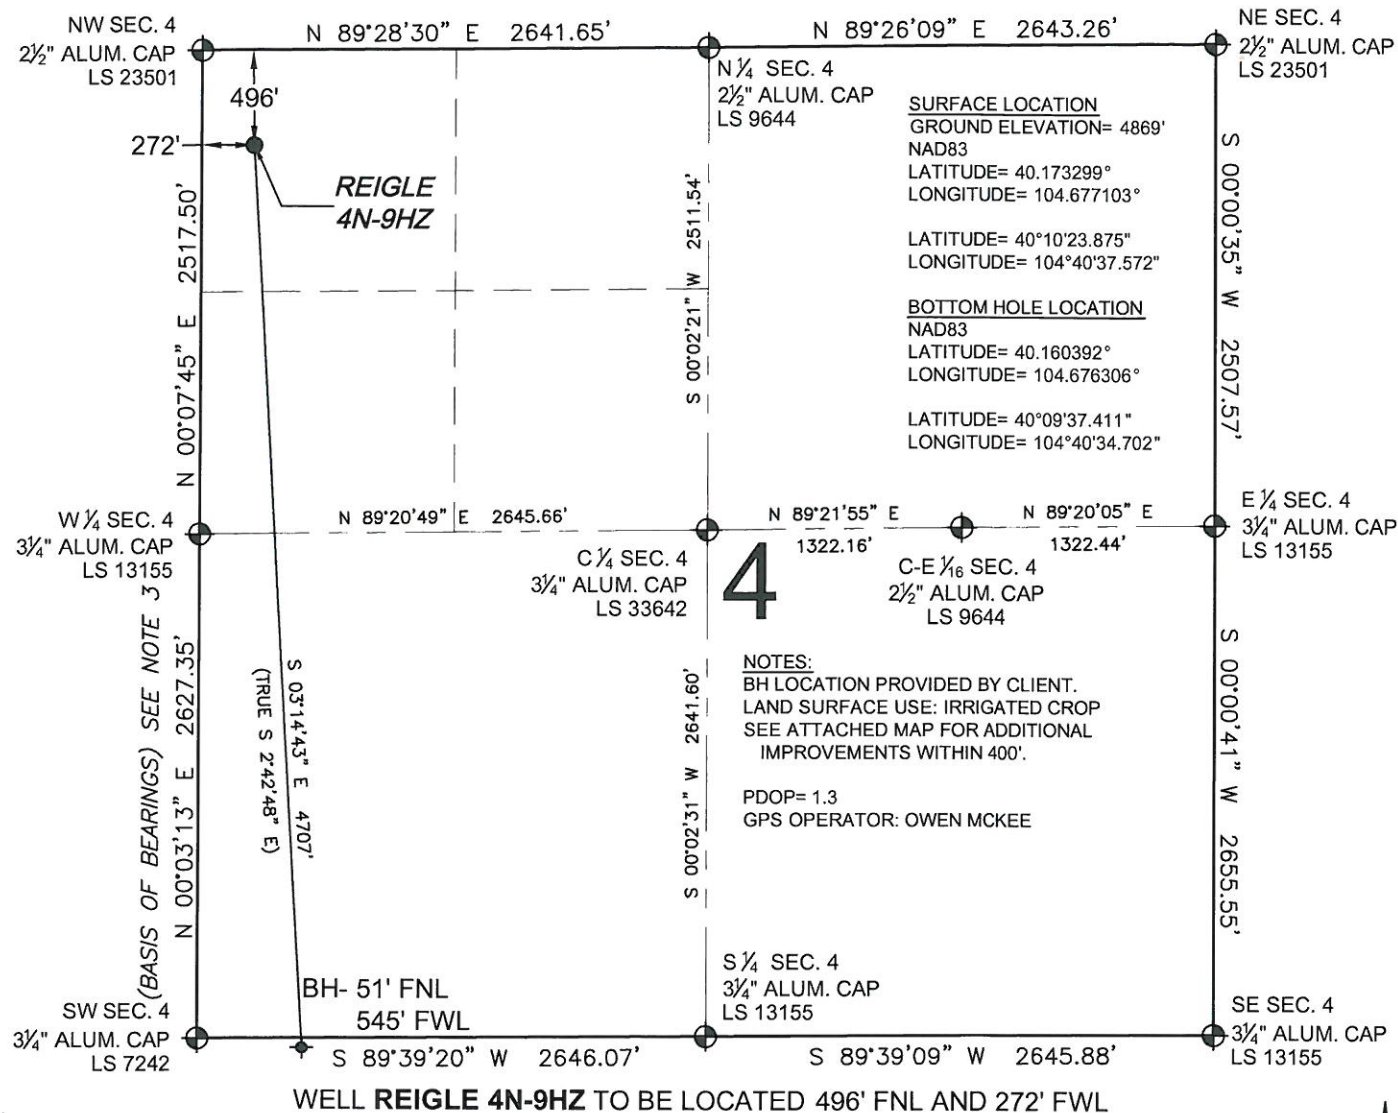 NW SEC. 4
2½" ALUM. CAP
LS 23501
N 89°28'30" E 2641.65'
N 89°26'09" E 2643.26'
NE SEC. 4
2½" ALUM. CAP
LS 23501
N ¼ SEC. 4
2½" ALUM. CAP
LS 9644
496'
272'
REIGLE
4N-9HZ
SURFACE LOCATION
GROUND ELEVATION= 4869'
NAD83
LATITUDE= 40.173299°
LONGITUDE= 104.677103°
LATITUDE= 40°10'23.875"
LONGITUDE= 104°40'37.572"
BOTTOM HOLE LOCATION
NAD83
LATITUDE= 40.160392°
LONGITUDE= 104.676306°
LATITUDE= 40°09'37.411"
LONGITUDE= 104°40'34.702"
N 00°07'45" E 2517.50'
S 00°02'21" W 2511.54'
S 00°00'35" W 2507.57'
W ¼ SEC. 4
3¼" ALUM. CAP
LS 13155
N 89°20'49" E 2645.66'
N 89°21'55" E
1322.16'
N 89°20'05" E
1322.44'
E ¼ SEC. 4
3¼" ALUM. CAP
LS 13155
C ¼ SEC. 4
3¼" ALUM. CAP
LS 33642
4
C-E 1⁄16 SEC. 4
2½" ALUM. CAP
LS 9644
(BASIS OF BEARINGS) SEE NOTE 3
N 00°03'13" E 2627.35'
S 03°14'43" E 4707'
(TRUE S 2°42'48" E)
S 00°02'31" W 2641.60'
NOTES:
BH LOCATION PROVIDED BY CLIENT.
LAND SURFACE USE: IRRIGATED CROP
SEE ATTACHED MAP FOR ADDITIONAL
IMPROVEMENTS WITHIN 400'.
PDOP= 1.3
GPS OPERATOR: OWEN MCKEE
S 00°00'41" W 2655.55'
BH- 51' FNL
545' FWL
SW SEC. 4
3¼" ALUM. CAP
LS 7242
S ¼ SEC. 4
3¼" ALUM. CAP
LS 13155
SE SEC. 4
3¼" ALUM. CAP
LS 13155
S 89°39'20" W 2646.07'
S 89°39'09" W 2645.88'
WELL REIGLE 4N-9HZ TO BE LOCATED 496' FNL AND 272' FWL